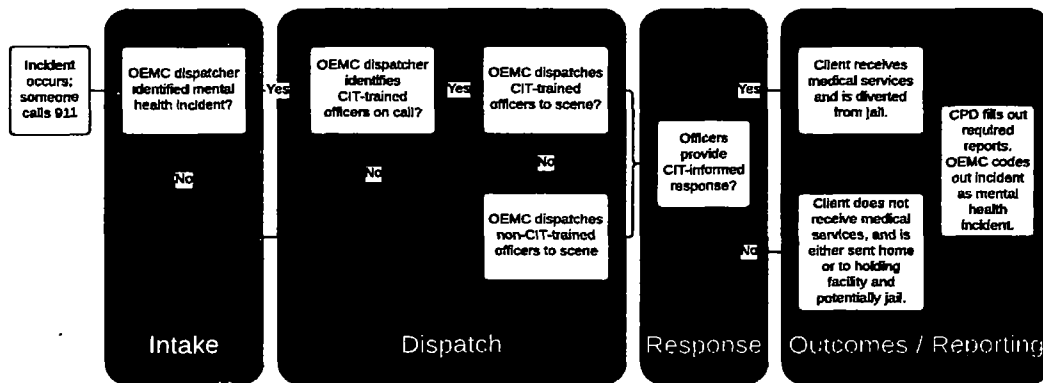 Incident
occurs;
someone
calls 911
OEMC dispatcher
identified mental
health incident?
Yes
No
OEMC dispatcher
identifies
CIT-trained
officers on call?
Yes
No
OEMC dispatches
CIT-trained
officers to scene?
No
OEMC dispatches
non-CIT-trained
officers to scene
Officers
provide
CIT-informed
response?
Yes
No
Client receives
medical services
and is diverted
from jail.
Client does not
receive medical
services, and is
either sent home
or to holding
facility and
potentially jail.
CPD fills out
required
reports.
OEMC codes
out incident
as mental
health
incident.
Intake
Dispatch
Response
Outcomes / Reporting